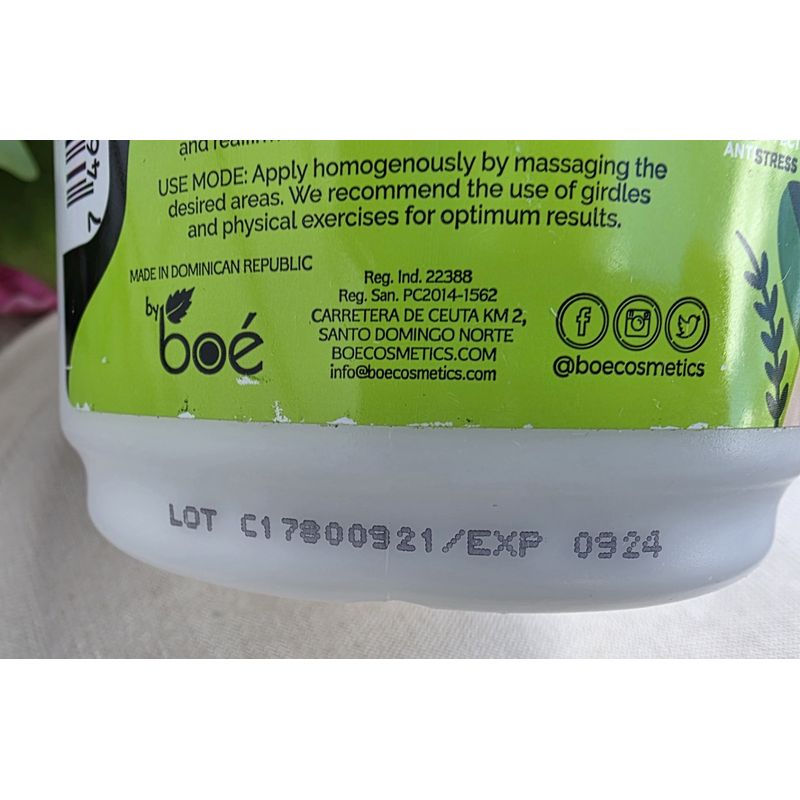 and reaffirm
USE MODE: Apply homogenously by massaging the
desired areas. We recommend the use of girdles
and physical exercises for optimum results.
ANTISTRESS
MADE IN DOMINICAN REPUBLIC
by
boé
Reg. Ind. 22388
Reg. San. PC2014-1562
CARRETERA DE CEUTA KM 2,
SANTO DOMINGO NORTE
BOECOSMETICS.COM
info@boecosmetics.com
@boecosmetics
LOT C17800921/EXP 0924